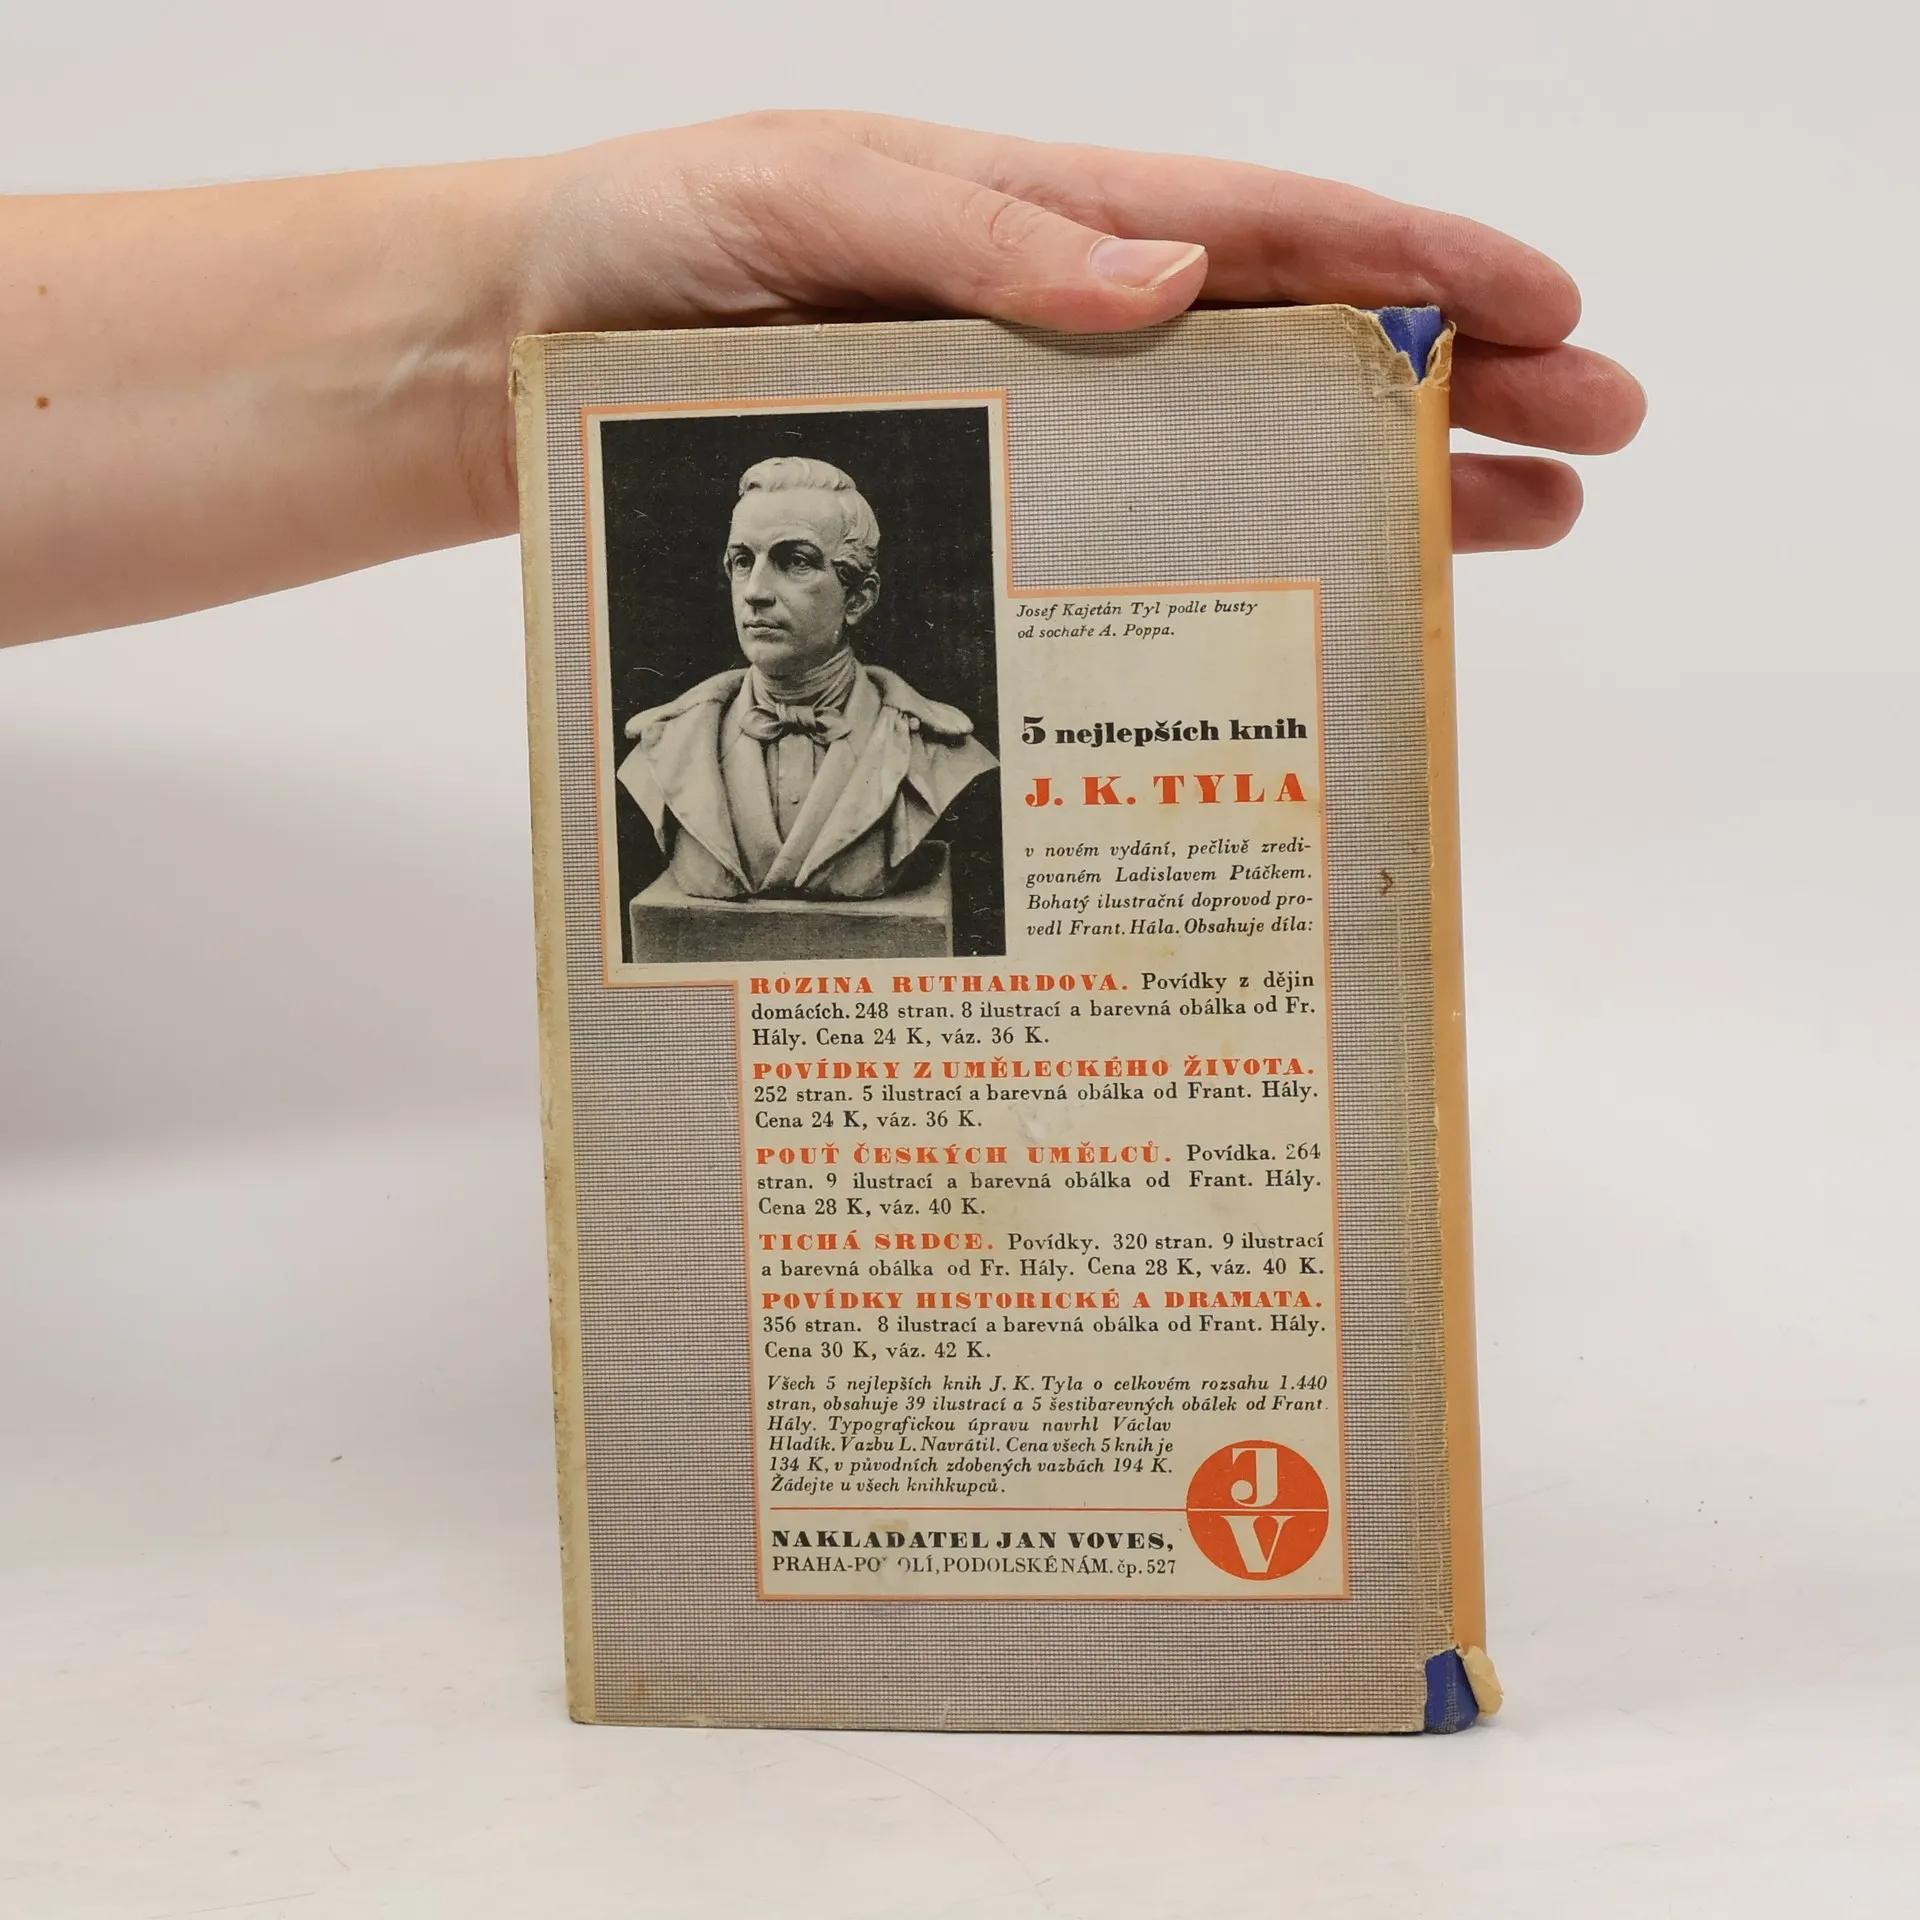 Josef Kajetán Tyl podle busty
od sochaře A. Poppa.
5 nejlepších knih
J. K. TYLA
v novém vydání, pečlivě zredi-
govaném Ladislavem Ptáčkem.
Bohatý ilustrační doprovod pro-
vedl Frant. Hála. Obsahuje díla:
ROZINA RUTHARDOVA. Povídky z dějin
domácích. 248 stran. 8 ilustrací a barevná obálka od Fr.
Hály. Cena 24 K, váz. 36 K.
POVÍDKY Z UMĚLECKÉHO ŽIVOTA.
252 stran. 5 ilustrací a barevná obálka od Frant. Hály.
Cena 24 K, váz. 36 K.
POUŤ ČESKÝCH UMĚLCŮ. Povídka. 264
stran. 9 ilustrací a barevná obálka od Frant. Hály.
Cena 28 K, váz. 40 K.
TICHÁ SRDCE. Povídky. 320 stran. 9 ilustrací
a barevná obálka od Fr. Hály. Cena 28 K, váz. 40 K.
POVÍDKY HISTORICKÉ A DRAMATA.
356 stran. 8 ilustrací a barevná obálka od Frant. Hály.
Cena 30 K, váz. 42 K.
Všech 5 nejlepších knih J. K. Tyla o celkovém rozsahu 1.440
stran, obsahuje 39 ilustrací a 5 šestibarevných obálek od Frant.
Hály. Typografickou úpravu navrhl Václav
Hladík. Vazbu L. Navrátil. Cena všech 5 knih je
134 K, v původních zdobených vazbách 194 K.
Žádejte u všech knihkupců.
J
V
NAKLADATEL JAN VOVES,
PODOLSKÉ NÁM. čp. 527